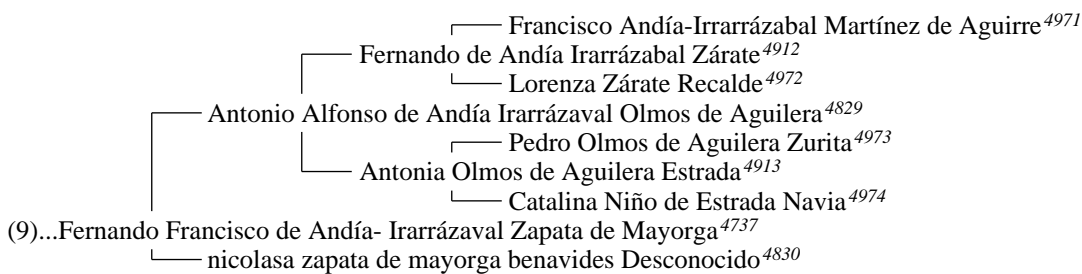 Francisco Andía-Irrarrázabal Martínez de Aguirre4971
Fernando de Andía Irarrázabal Zárate4912
Lorenza Zárate Recalde4972
Antonio Alfonso de Andía Irarrázaval Olmos de Aguilera4829
Pedro Olmos de Aguilera Zurita4973
Antonia Olmos de Aguilera Estrada4913
Catalina Niño de Estrada Navia4974
(9)...Fernando Francisco de Andía- Irarrázaval Zapata de Mayorga4737
nicolasa zapata de mayorga benavides Desconocido4830